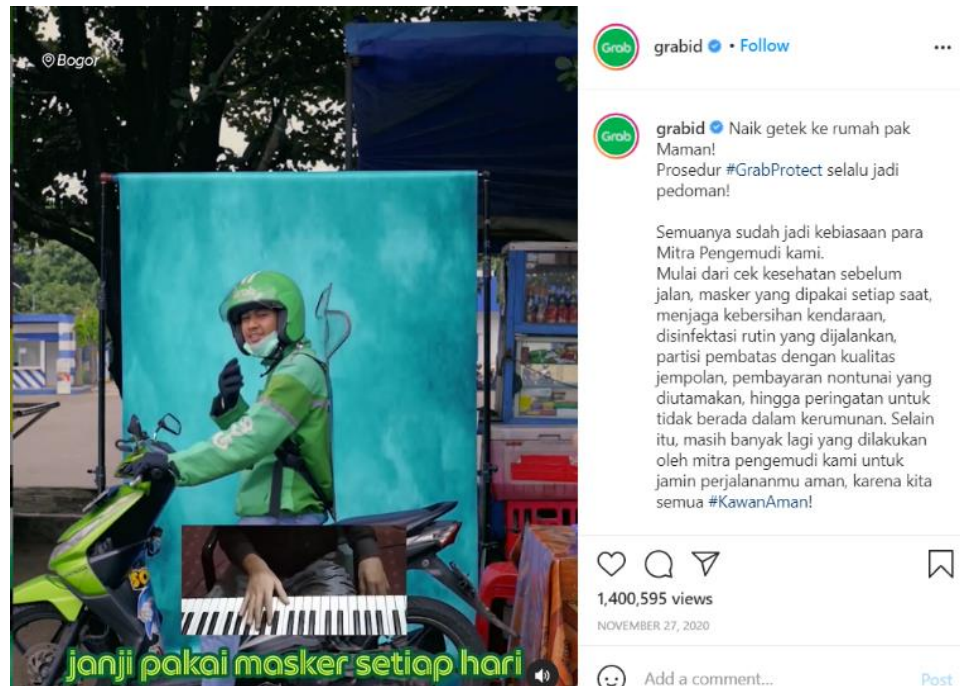 Bogor
janji pakai masker setiap hari
Grab
grabid • Follow
Grab
grabid Naik getek ke rumah pak
Maman!
Prosedur #GrabProtect selalu jadi
pedoman!
Semuanya sudah jadi kebiasaan para
Mitra Pengemudi kami.
Mulai dari cek kesehatan sebelum
jalan, masker yang dipakai setiap saat,
menjaga kebersihan kendaraan,
disinfektasi rutin yang dijalankan,
partisi pembatas dengan kualitas
jempolan, pembayaran nontunai yang
diutamakan, hingga peringatan untuk
tidak berada dalam kerumunan. Selain
itu, masih banyak lagi yang dilakukan
oleh mitra pengemudi kami untuk
jamin perjalananmu aman, karena kita
semua #KawanAman!
1,400,595 views
NOVEMBER 27, 2020
Add a comment... Post